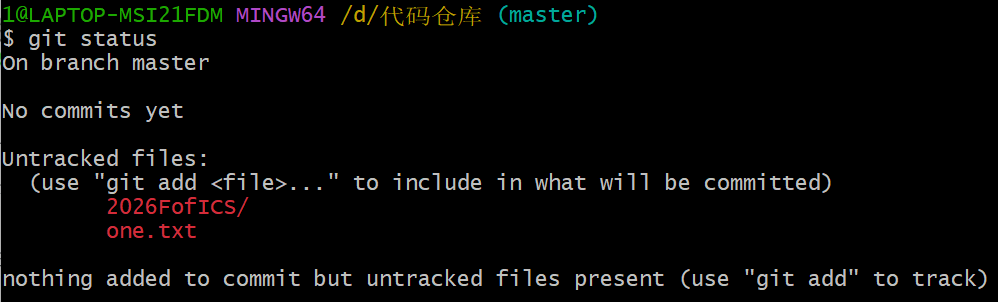 1@LAPTOP-MSI21FDM MINGW64 /d/代码仓库 (master)
$ git status
On branch master
No commits yet
Untracked files:
(use "git add <file>..." to include in what will be committed)
2026FofICS/
one.txt
nothing added to commit but untracked files present (use "git add" to track)